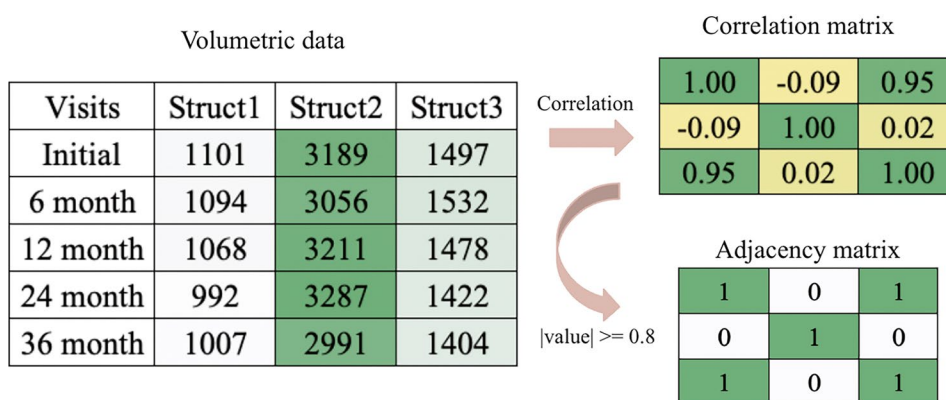 Volumetric data
Visits Struct1 Struct2 Struct3
Initial 1101 3189 1497
6 month 1094 3056 1532
12 month 1068 3211 1478
24 month 992 3287 1422
36 month 1007 2991 1404
Correlation
Correlation matrix
1.00 -0.09 0.95
-0.09 1.00 0.02
0.95 0.02 1.00
|value| >= 0.8
Adjacency matrix
1 0 1
0 1 0
1 0 1